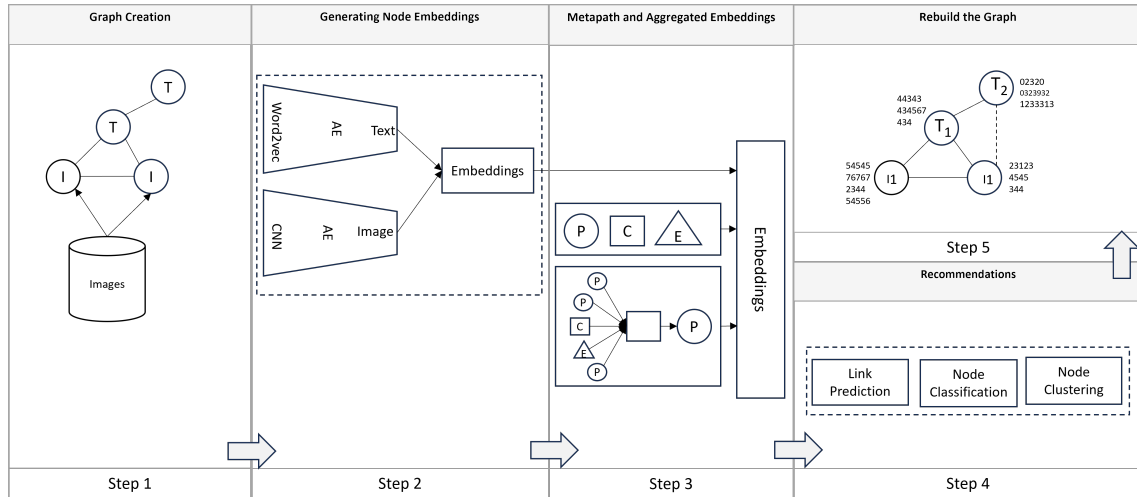 Graph Creation
T
T
I
I
Images
Step 1
Generating Node Embeddings
Word2vec
AE
Text
CNN
AE
Image
Embeddings
Step 2
Metapath and Aggregated Embeddings
P
C
E
P
P
C
E
P
P
Embeddings
Step 3
Rebuild the Graph
T2
02320
0323932
1233313
44343
434567
434
T1
54545
76767
2344
54556
I1
I1
23123
4545
344
Step 5
Recommendations
Link
Prediction
Node
Classification
Node
Clustering
Step 4